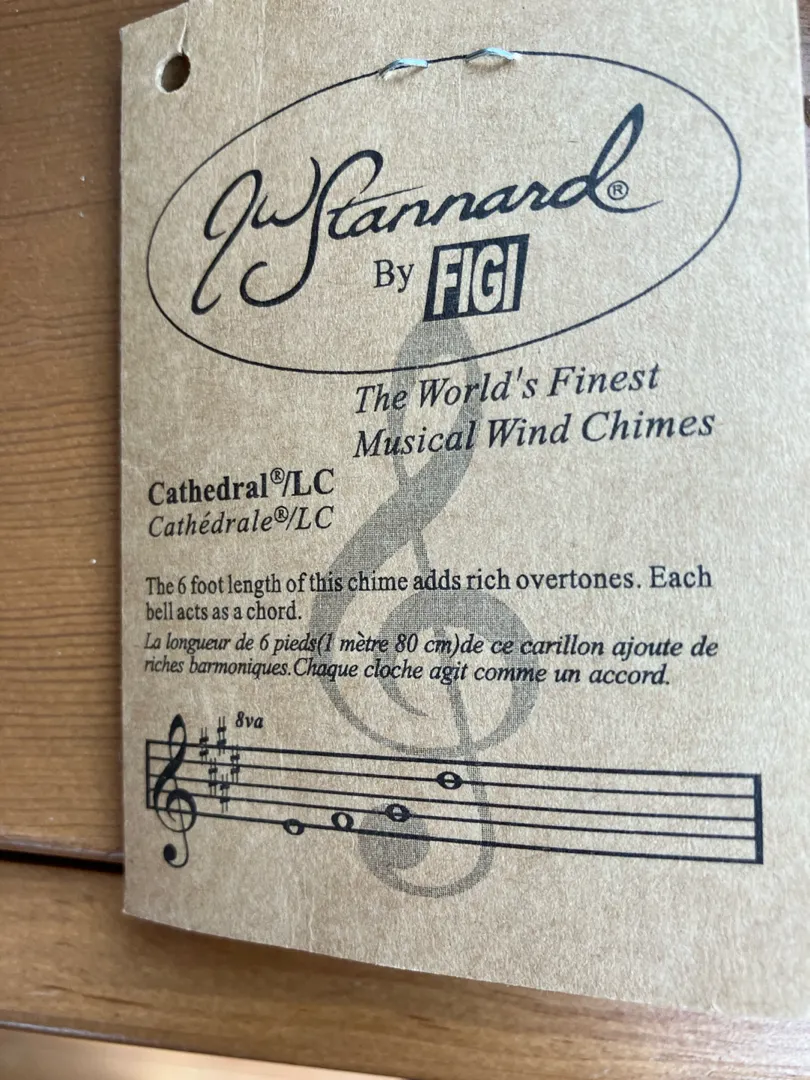 JW Stannard®
By FIGI
The World's Finest
Musical Wind Chimes
Cathedral®/LC
Cathédrale®/LC
The 6 foot length of this chime adds rich overtones. Each
bell acts as a chord.
La longueur de 6 pieds(1 mètre 80 cm)de ce carillon ajoute de
riches barmoniques.Chaque cloche agit comme un accord.
8va